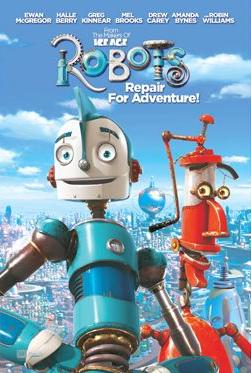 EWAN HALLE GREG MEL DREW AMANDA and ROBIN
McGREGOR BERRY KINNEAR BROOKS CAREY BYNES WILLIAMS
From
The Makers Of
ICE AGE
ROBOTS
Repair
For Adventure!